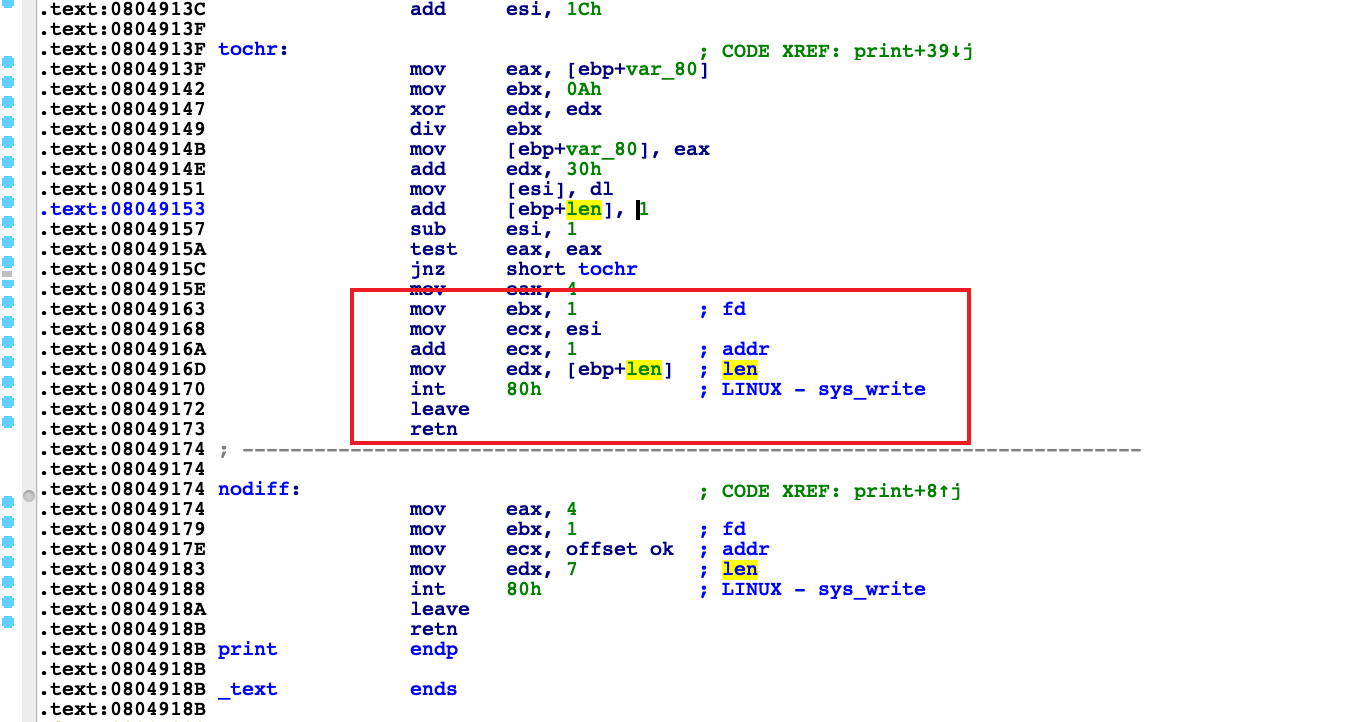 .text:0804913C add esi, 1Ch
.text:0804913F
.text:0804913F tochr: ; CODE XREF: print+39↓j
.text:0804913F mov eax, [ebp+var_80]
.text:08049142 mov ebx, 0Ah
.text:08049147 xor edx, edx
.text:08049149 div ebx
.text:0804914B mov [ebp+var_80], eax
.text:0804914E add edx, 30h
.text:08049151 mov [esi], dl
.text:08049153 add [ebp+len], 1
.text:08049157 sub esi, 1
.text:0804915A test eax, eax
.text:0804915C jnz short tochr
.text:0804915E mov eax, 4
.text:08049163 mov ebx, 1 ; fd
.text:08049168 mov ecx, esi
.text:0804916A add ecx, 1 ; addr
.text:0804916D mov edx, [ebp+len] ; len
.text:08049170 int 80h ; LINUX - sys_write
.text:08049172 leave
.text:08049173 retn
.text:08049174 ; ---------------------------------------------------------------------------
.text:08049174
.text:08049174 nodiff: ; CODE XREF: print+8↑j
.text:08049174 mov eax, 4
.text:08049179 mov ebx, 1 ; fd
.text:0804917E mov ecx, offset ok ; addr
.text:08049183 mov edx, 7 ; len
.text:08049188 int 80h ; LINUX - sys_write
.text:0804918A leave
.text:0804918B retn
.text:0804918B print endp
.text:0804918B
.text:0804918B _text ends
.text:0804918B